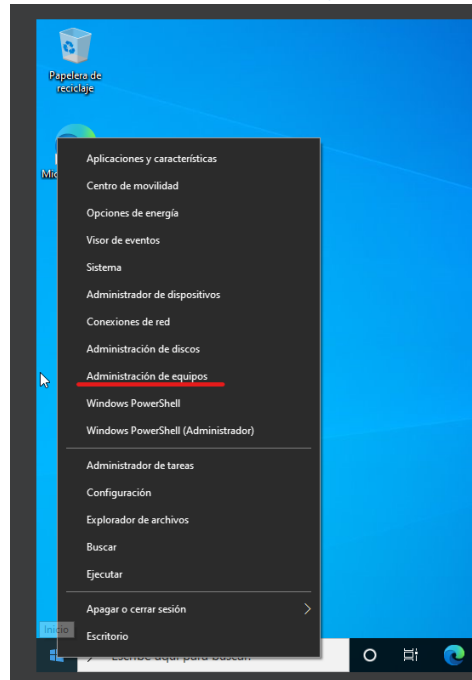 Papelera de
reciclaje
Aplicaciones y características
Centro de movilidad
Opciones de energía
Visor de eventos
Sistema
Administrador de dispositivos
Conexiones de red
Administración de discos
Administración de equipos
Windows PowerShell
Windows PowerShell (Administrador)
Administrador de tareas
Configuración
Explorador de archivos
Buscar
Ejecutar
Apagar o cerrar sesión
Inicio
Escritorio